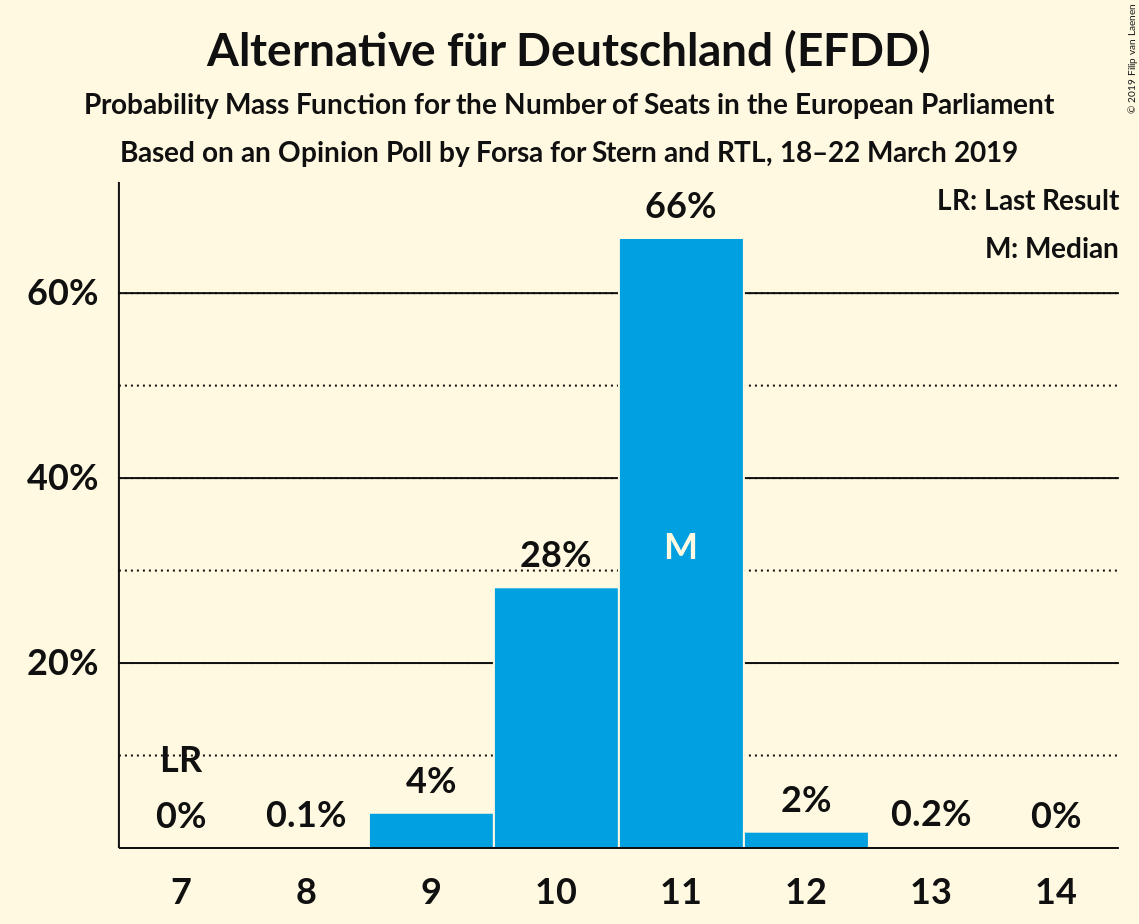 Alternative für Deutschland (EFDD)
Probability Mass Function for the Number of Seats in the European Parliament
Based on an Opinion Poll by Forsa for Stern and RTL, 18–22 March 2019
© 2019 Filip van Laenen
LR: Last Result
M: Median
66%
60%
40%
28%
M
20%
LR
4%
2%
0%
0.1%
0.2%
0%
7 8 9 10 11 12 13 14